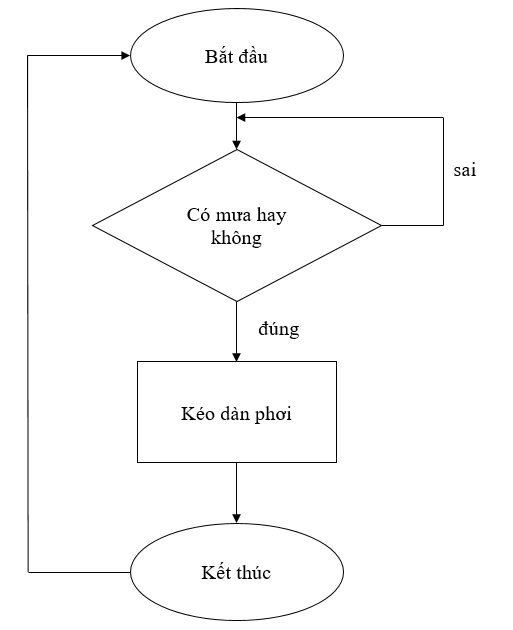 Bắt đầu
sai
Có mưa hay
không
đúng
Kéo dàn phơi
Kết thúc